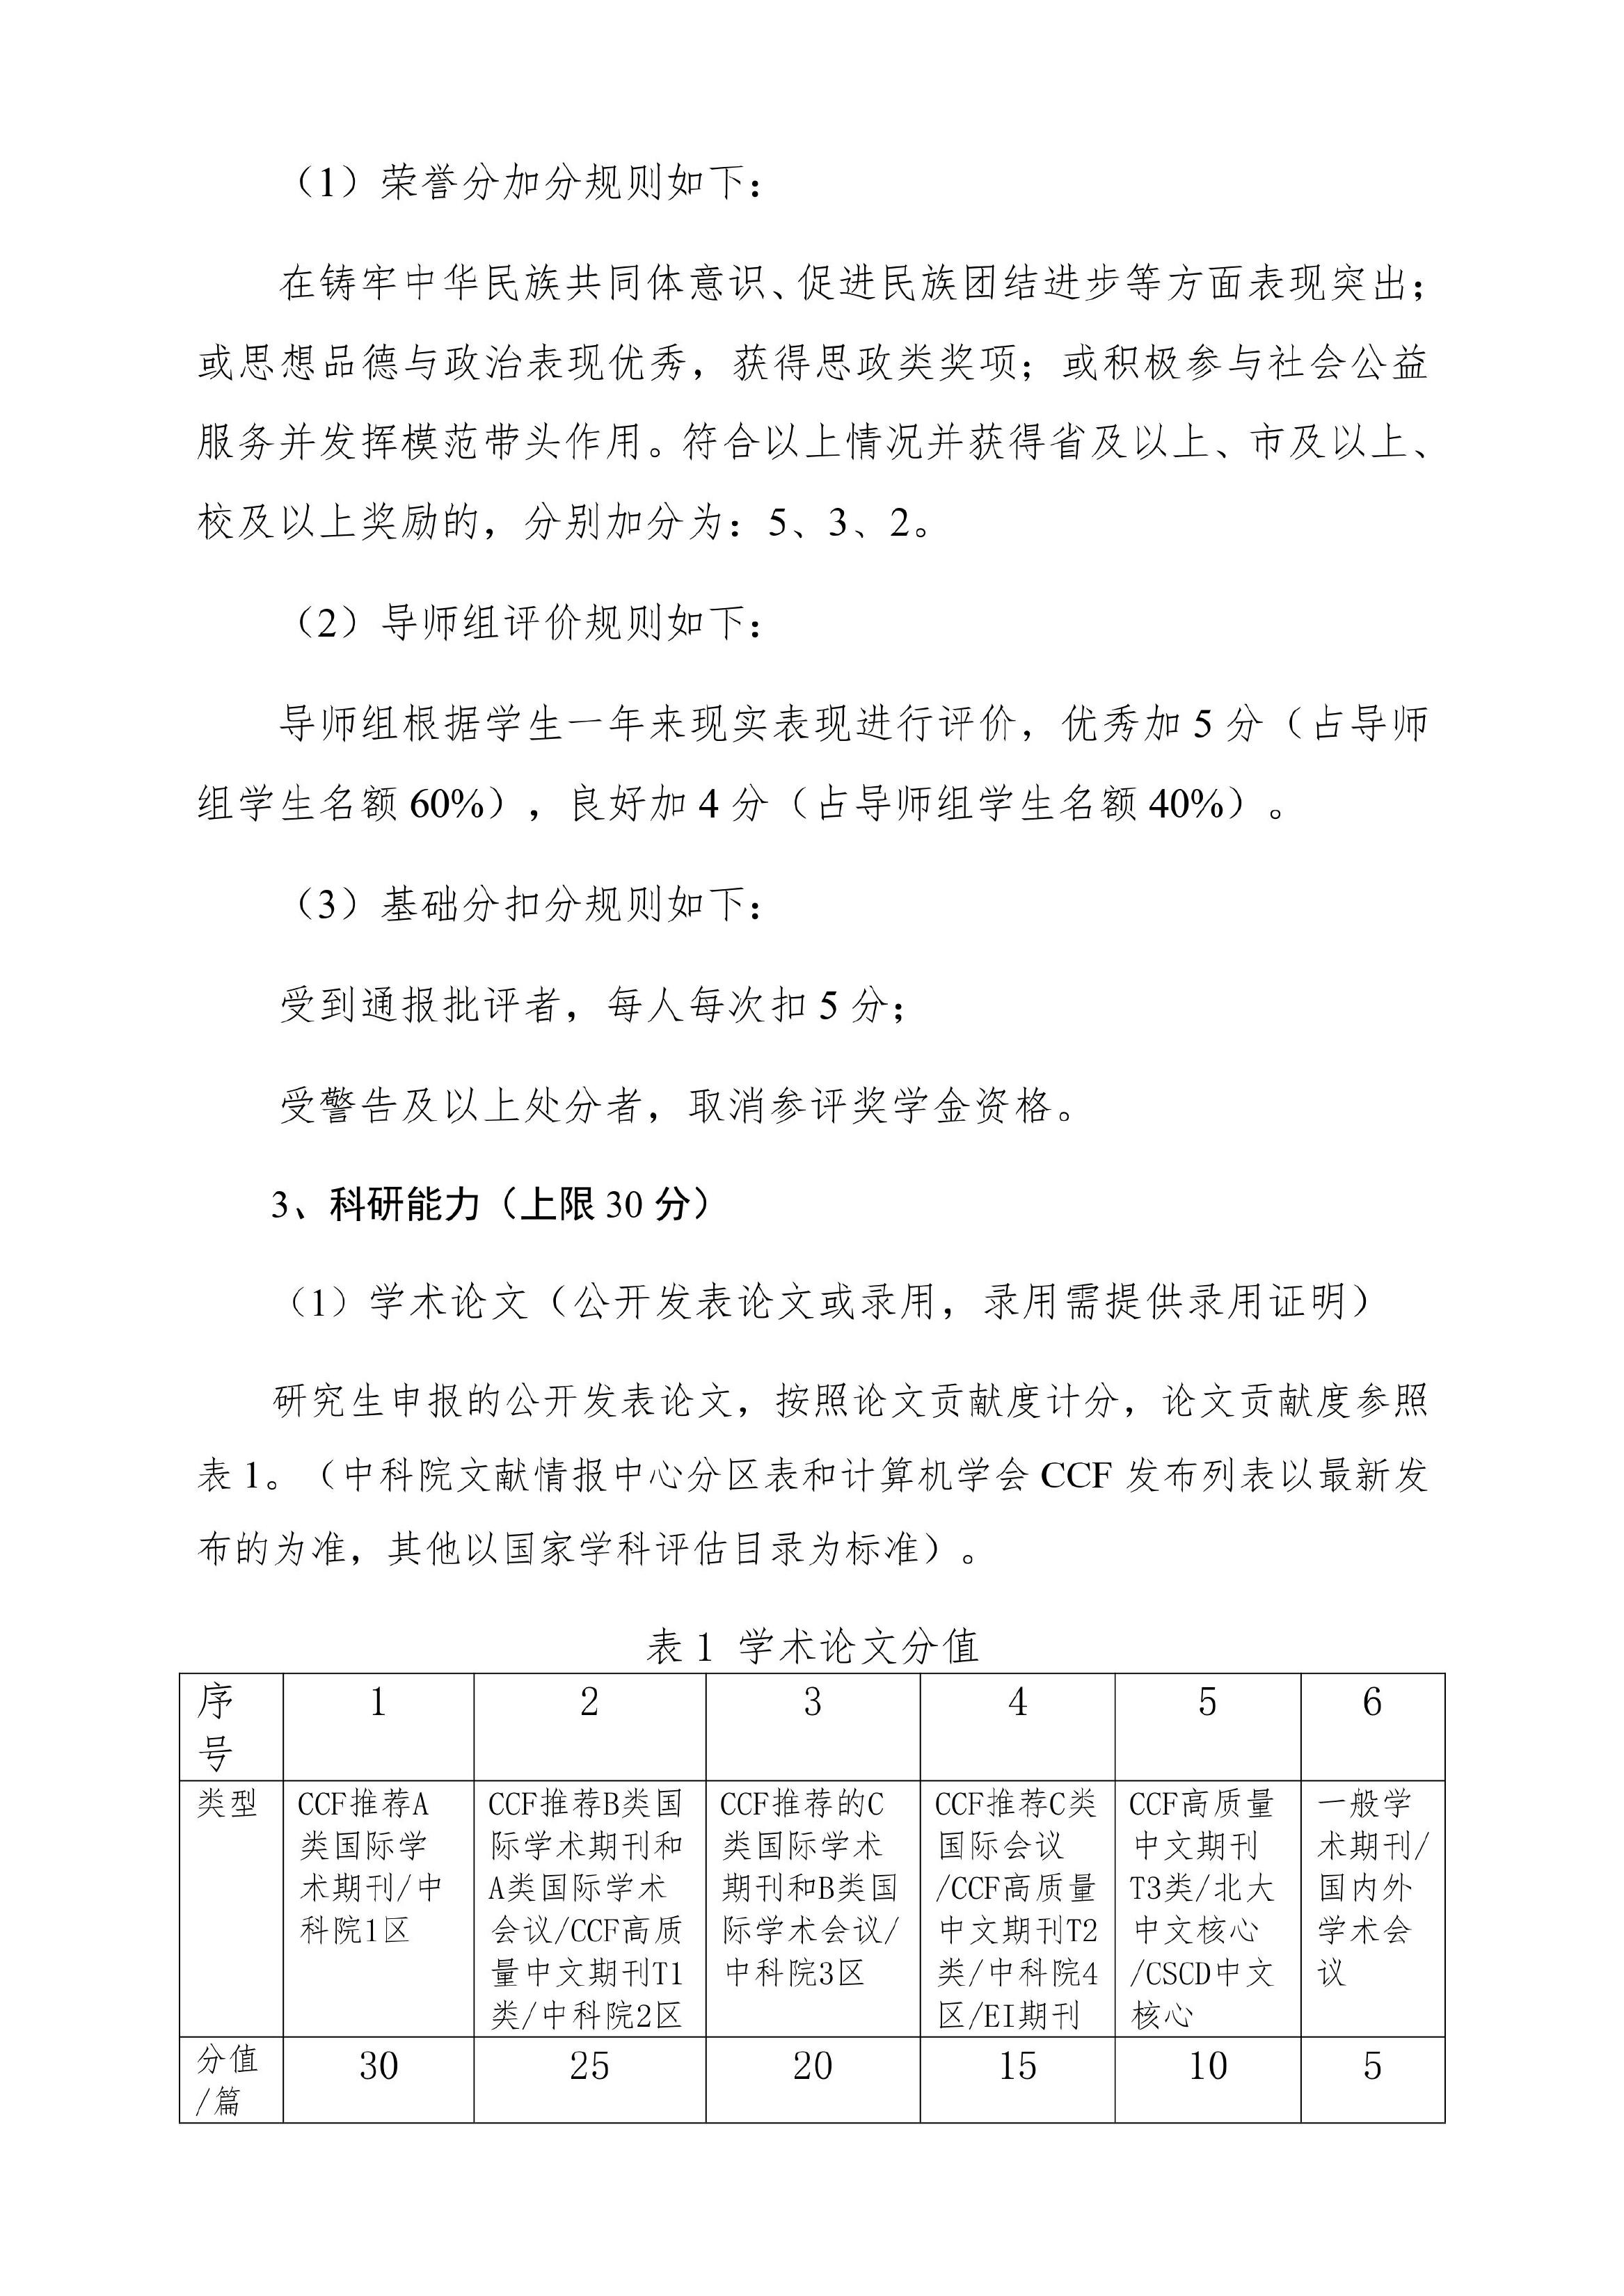 （1）荣誉分加分规则如下：
在铸牢中华民族共同体意识、促进民族团结进步等方面表现突出；
或思想品德与政治表现优秀，获得思政类奖项；或积极参与社会公益
服务并发挥模范带头作用。符合以上情况并获得省及以上、市及以上、
校及以上奖励的，分别加分为：5、3、2。
（2）导师组评价规则如下：
导师组根据学生一年来现实表现进行评价，优秀加 5 分（占导师
组学生名额 60%），良好加 4 分（占导师组学生名额 40%）。
（3）基础分扣分规则如下：
受到通报批评者，每人每次扣 5 分；
受警告及以上处分者，取消参评奖学金资格。
3、科研能力（上限 30 分）
（1）学术论文（公开发表论文或录用，录用需提供录用证明）
研究生申报的公开发表论文，按照论文贡献度计分，论文贡献度参照
表 1。（中科院文献情报中心分区表和计算机学会 CCF 发布列表以最新发
布的为准，其他以国家学科评估目录为标准）。
表 1 学术论文分值
序
号
1
2
3
4
5
6
类型
CCF推荐A
类国际学
术期刊/中
科院1区
CCF推荐B类国
际学术期刊和
A类国际学术
会议/CCF高质
量中文期刊T1
类/中科院2区
CCF推荐的C
类国际学术
期刊和B类国
际学术会议/
中科院3区
CCF推荐C类
国际会议
/CCF高质量
中文期刊T2
类/中科院4
区/EI期刊
CCF高质量
中文期刊
T3类/北大
中文核心
/CSCD中文
核心
一般学
术期刊/
国内外
学术会
议
分值
/篇
30
25
20
15
10
5